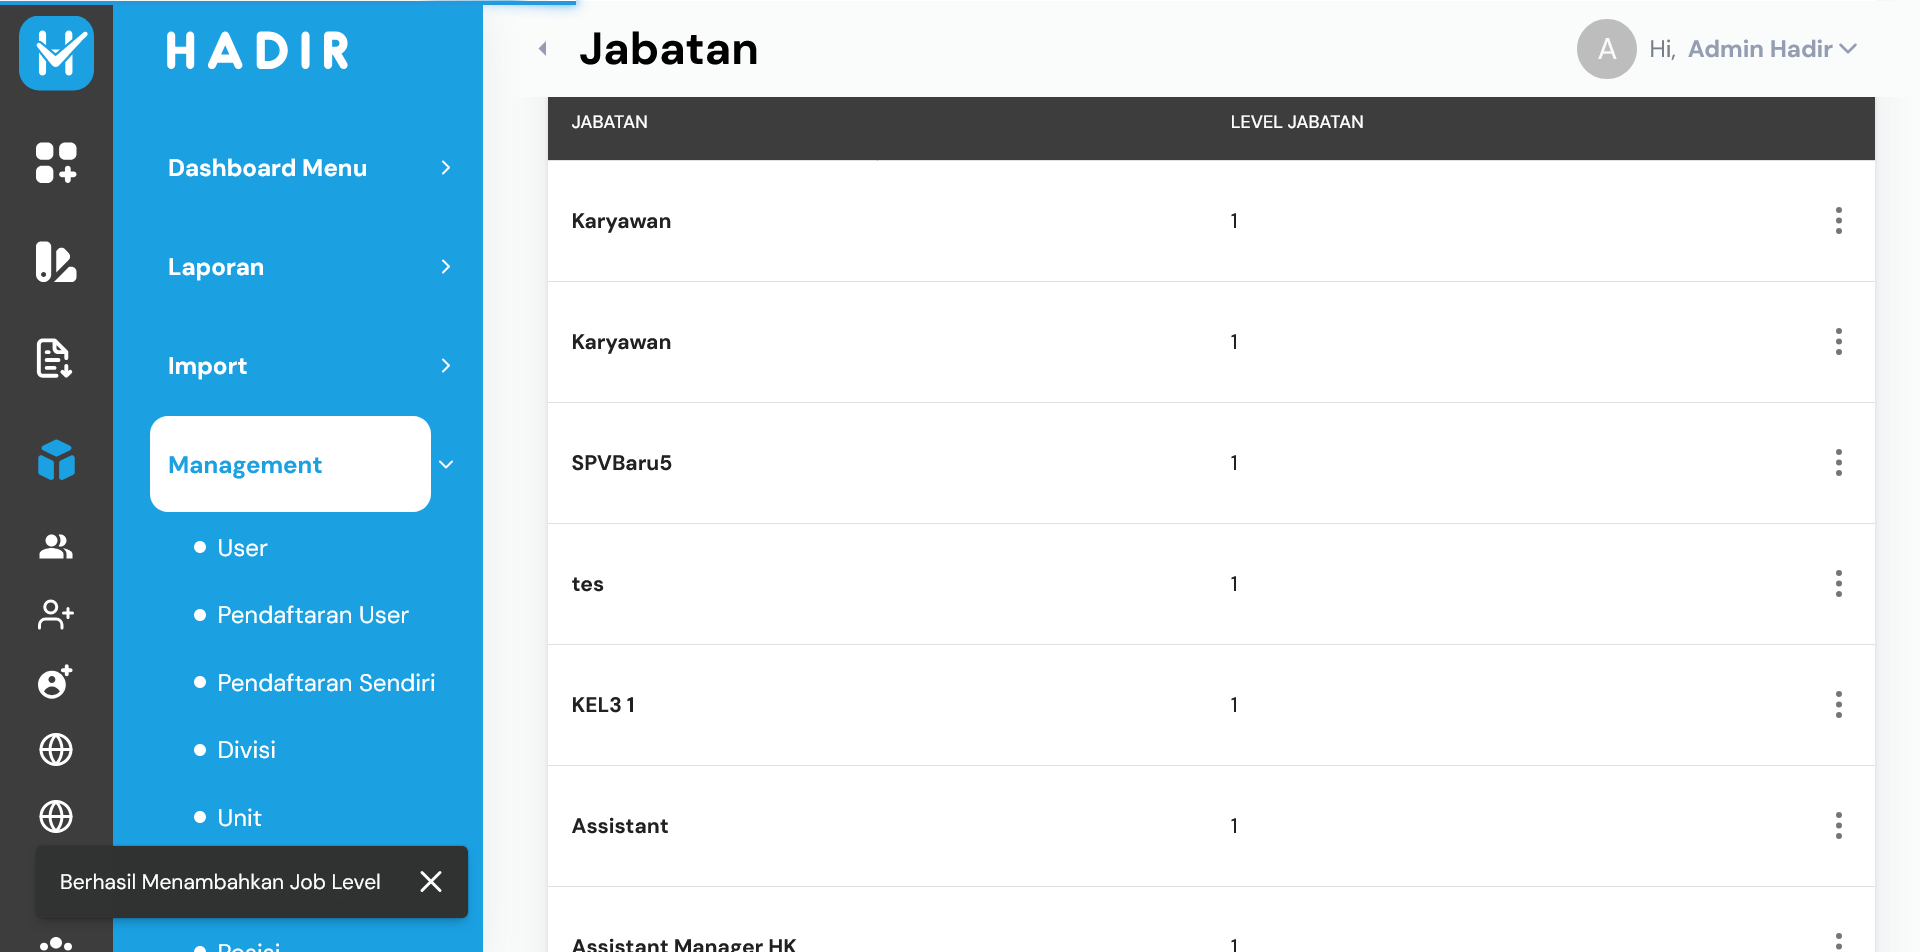 HADIR
Dashboard Menu
Laporan
Import
Management
User
Pendaftaran User
Pendaftaran Sendiri
Divisi
Unit
Posisi
Berhasil Menambahkan Job Level
Jabatan
A
Hi, Admin Hadir
JABATAN LEVEL JABATAN
Karyawan 1
Karyawan 1
SPVBaru5 1
tes 1
KEL3 1 1
Assistant 1
Assistant Manager HK 1